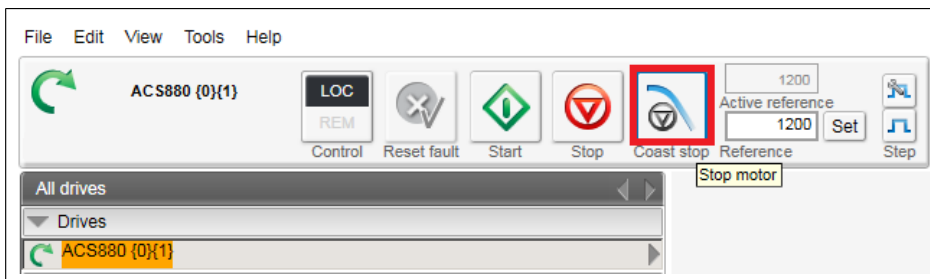 File Edit View Tools Help
ACS880 {0}{1}
LOC
REM
Control
Reset fault
Start
Stop
Coast stop
1200
Active reference
1200
Set
Reference
Step
Stop motor
All drives
Drives
ACS880 {0}{1}